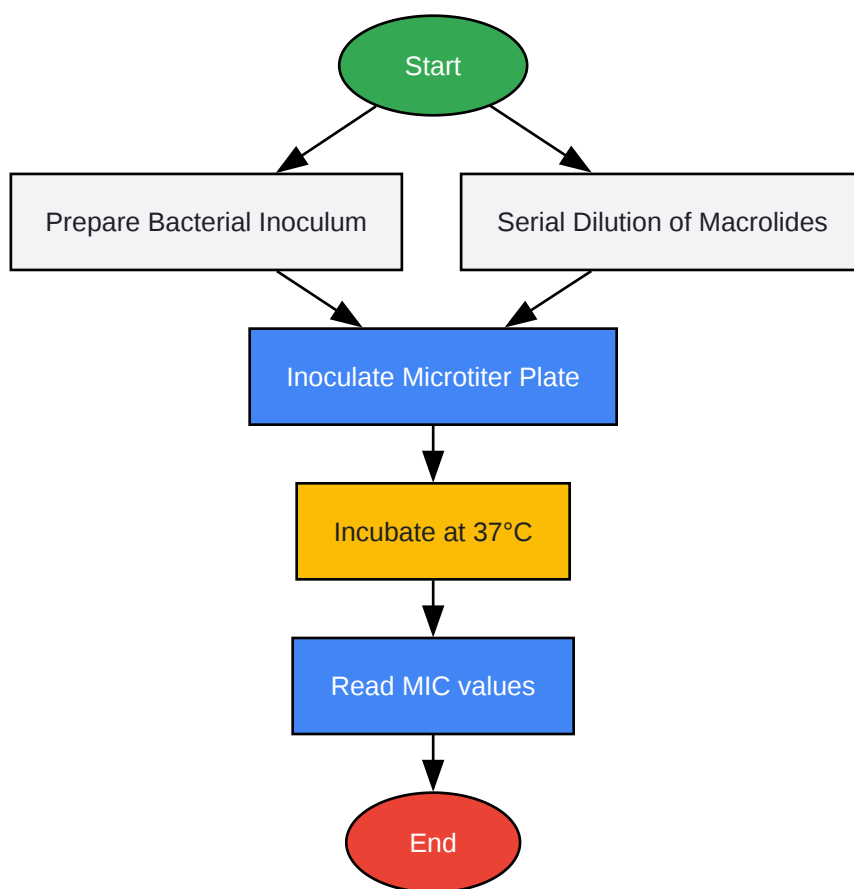 Start
Prepare Bacterial Inoculum
Serial Dilution of Macrolides
Inoculate Microtiter Plate
Incubate at 37°C
Read MIC values
End